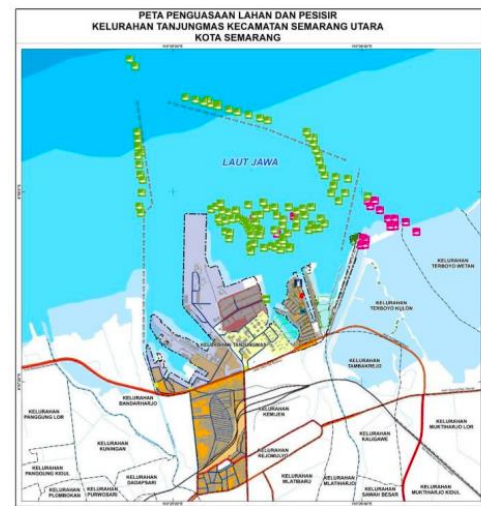 PETA PENGUASAAN LAHAN DAN PESISIR
KELURAHAN TANJUNGMAS KECAMATAN SEMARANG UTARA
KOTA SEMARANG
LAUT JAWA
KELURAHAN
TERBOYO WETAN
KELURAHAN
TERBOYO KULON
KELURAHAN TANJUNGMAS
KELURAHAN
TAMBAKREJO
KELURAHAN
BANDARHARJO
KELURAHAN
PANGGUNG LOR
KELURAHAN
KEMIJEN
KELURAHAN
MUKTIHARJO LOR
KELURAHAN
KUNINGAN
KELURAHAN
KALIGAWE
KELURAHAN
REJOMULYO
KELURAHAN
PANGGUNG KIDUL
KELURAHAN
DADAPSARI
KELURAHAN
MLATIBARU
KELURAHAN
MLATIHARJO
KELURAHAN
SAWAH BESAR
KELURAHAN
MUKTIHARJO KIDUL
KELURAHAN
PLOMBOKAN
KELURAHAN
PURWOSARI